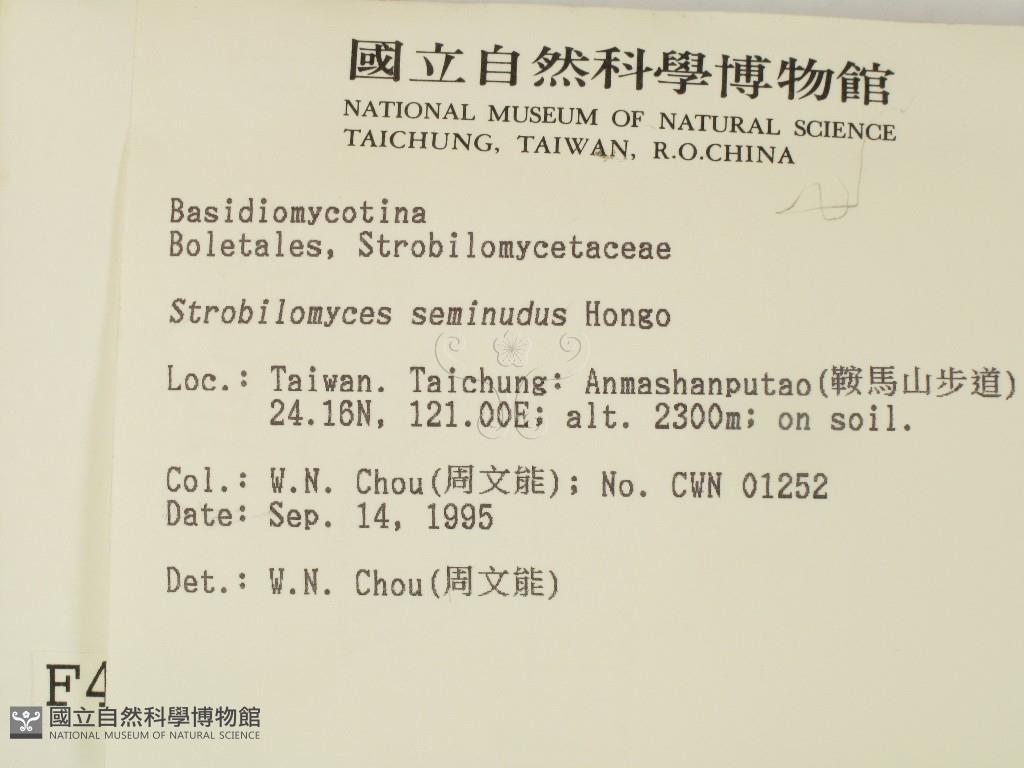 國立自然科學博物館
NATIONAL MUSEUM OF NATURAL SCIENCE
TAICHUNG, TAIWAN, R.O.CHINA
Basidiomycotina
Boletales, Strobilomycetaceae
Strobilomyces seminudus Hongo
Loc.: Taiwan. Taichung: Anmashanputao(鞍馬山步道)
24.16N, 121.00E; alt. 2300m; on soil.
Col.: W.N. Chou(周文能); No. CWN 01252
Date: Sep. 14, 1995
Det.: W.N. Chou(周文能)
F4
國立自然科學博物館
NATIONAL MUSEUM OF NATURAL SCIENCE